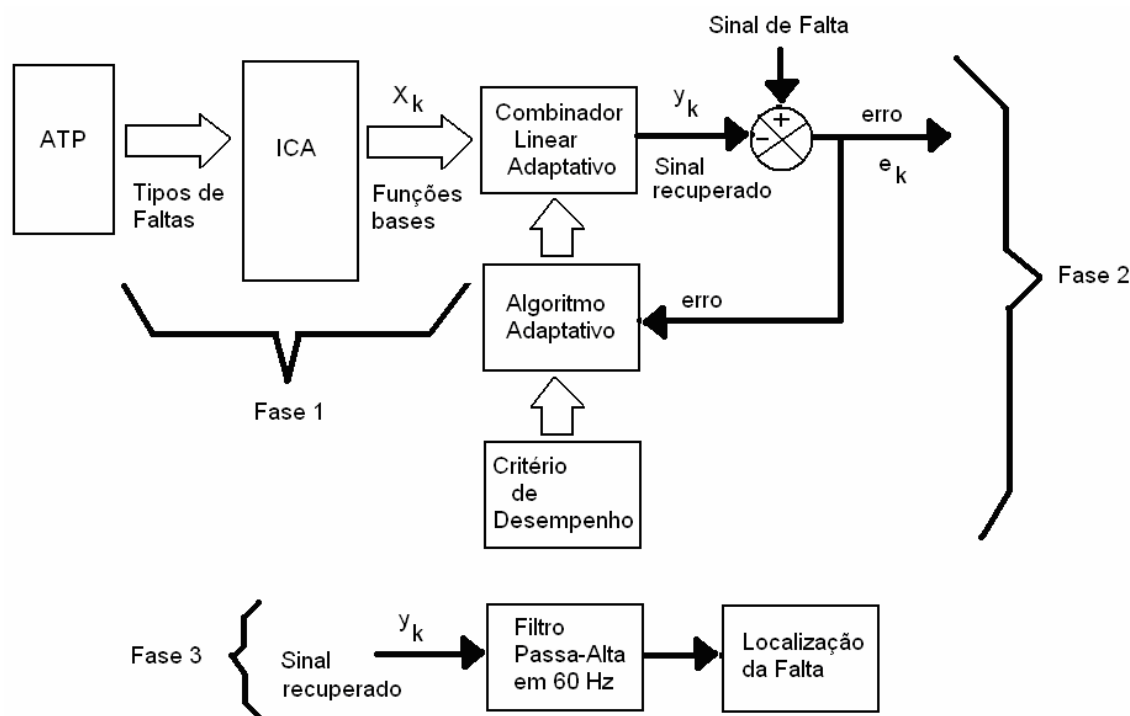 Sinal de Falta
ATP
Tipos de
Faltas
ICA
X k
Funções
bases
Combinador
Linear
Adaptativo
y k
Sinal
recuperado
+
-
erro
e k
Fase 2
Algoritmo
Adaptativo
erro
Fase 1
Critério
de
Desempenho
Fase 3
Sinal
recuperado
y k
Filtro
Passa-Alta
em 60 Hz
Localização
da Falta